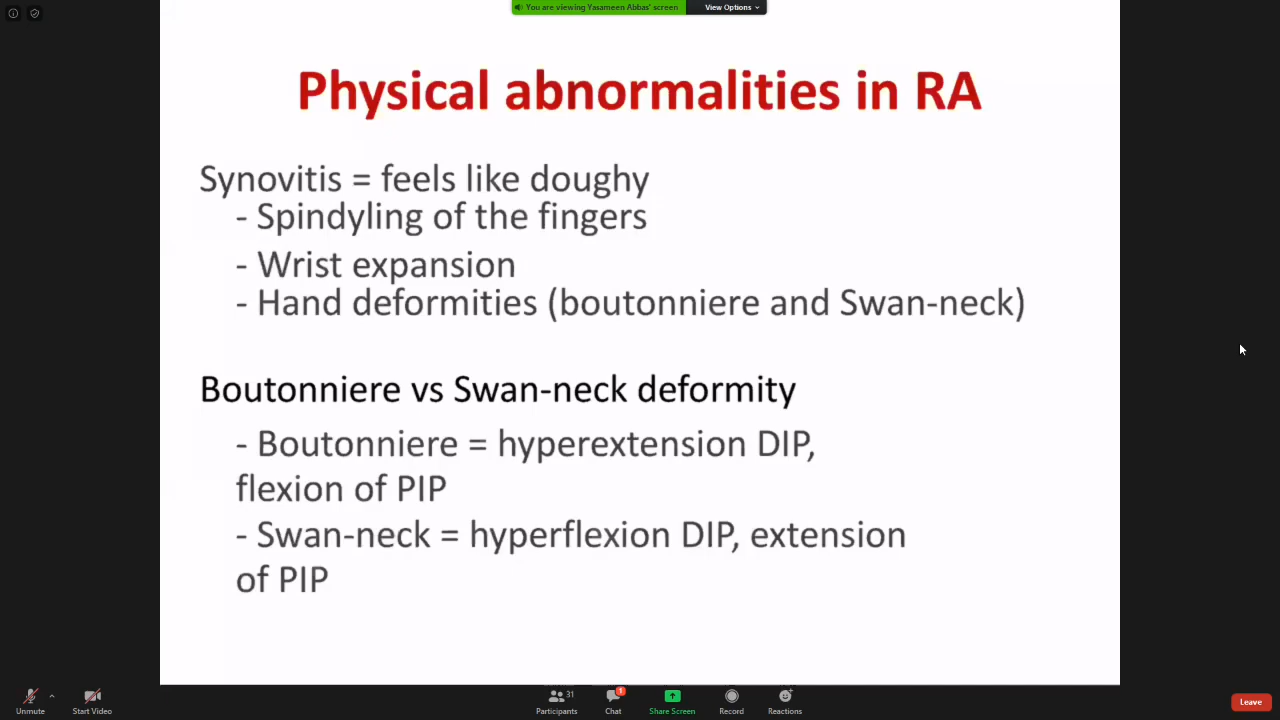 You are viewing Yasameen Abbas' screen
View Options
Physical abnormalities in RA
Synovitis = feels like doughy
- Spindyling of the fingers
- Wrist expansion
- Hand deformities (boutonniere and Swan-neck)
Boutonniere vs Swan-neck deformity
- Boutonniere = hyperextension DIP,
flexion of PIP
- Swan-neck = hyperflexion DIP, extension
of PIP
31
1
Unmute
Start Video
Participants
Chat
Share Screen
Record
Reactions
Leave